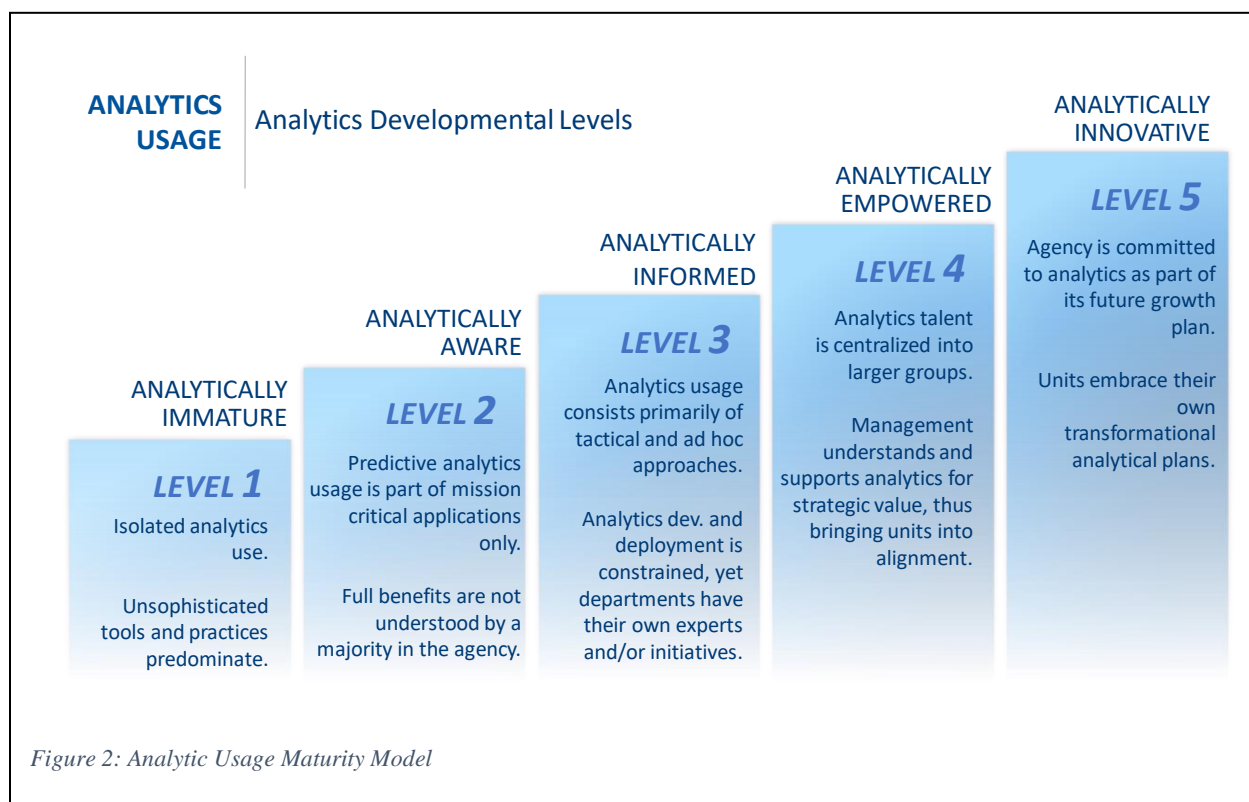 ANALYTICS
USAGE
Analytics Developmental Levels
ANALYTICALLY
IMMATURE
LEVEL 1
Isolated analytics
use.
Unsophisticated
tools and practices
predominate.
ANALYTICALLY
AWARE
LEVEL 2
Predictive analytics
usage is part of mission
critical applications
only.
Full benefits are not
understood by a
majority in the agency.
ANALYTICALLY
INFORMED
LEVEL 3
Analytics usage
consists primarily of
tactical and ad hoc
approaches.
Analytics dev. and
deployment is
constrained, yet
departments have
their own experts
and/or initiatives.
ANALYTICALLY
EMPOWERED
LEVEL 4
Analytics talent
is centralized into
larger groups.
Management
understands and
supports analytics for
strategic value, thus
bringing units into
alignment.
ANALYTICALLY
INNOVATIVE
LEVEL 5
Agency is committed
to analytics as part of
its future growth
plan.
Units embrace their
own
transformational
analytical plans.
Figure 2: Analytic Usage Maturity Model